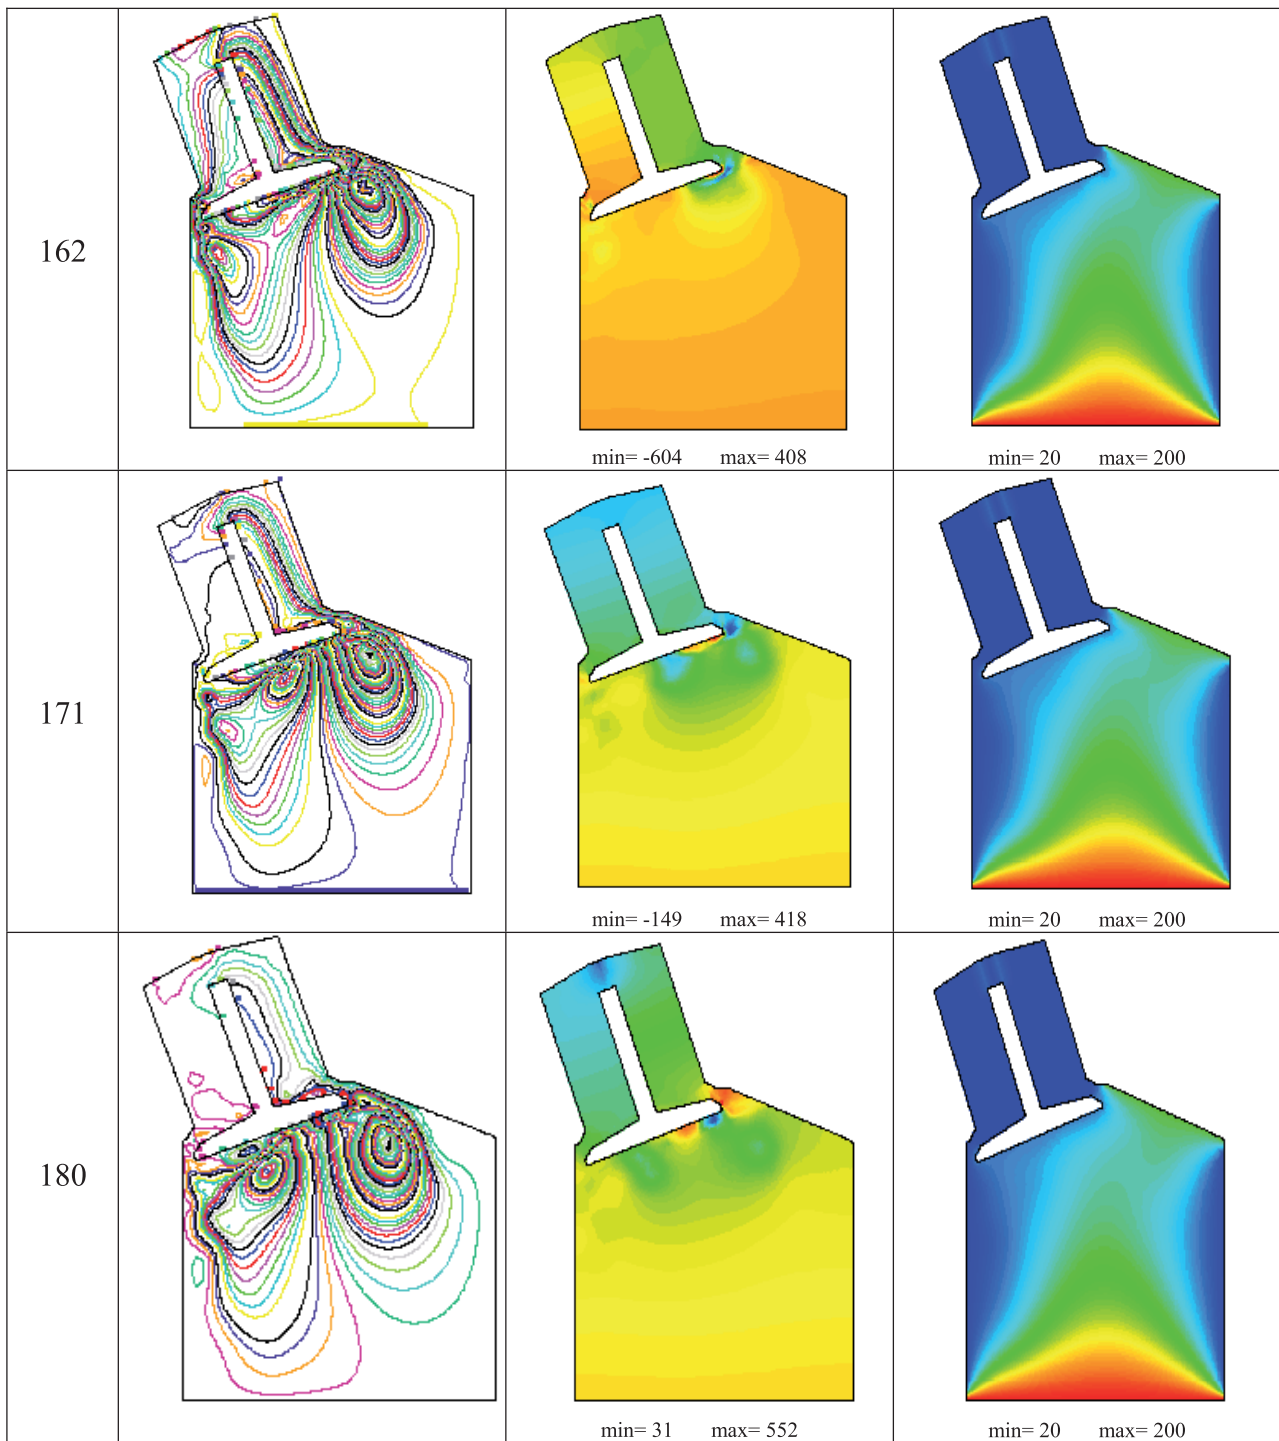 162
min= -604 max= 408
min= 20 max= 200
171
min= -149 max= 418
min= 20 max= 200
180
min= 31 max= 552
min= 20 max= 200